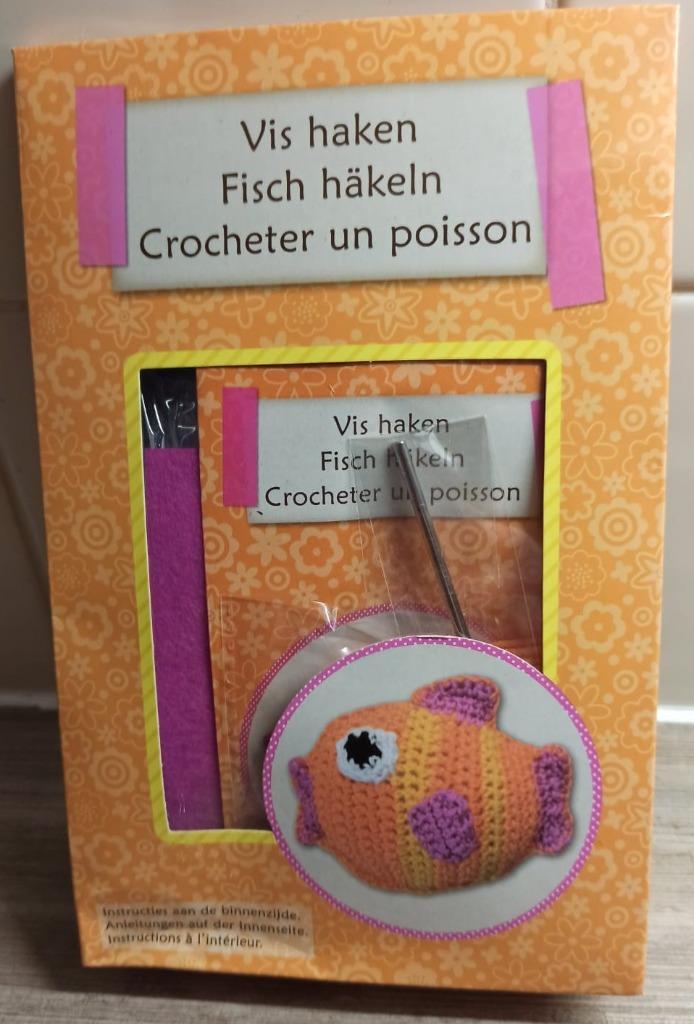 Vis haken
Fisch häkeln
Crocheter un poisson
Vis haken
Fisch häkeln
Crocheter un poisson
Instructies aan de binnenzijde.
Anleitungen auf der Innenseite.
Instructions à l'intérieur.